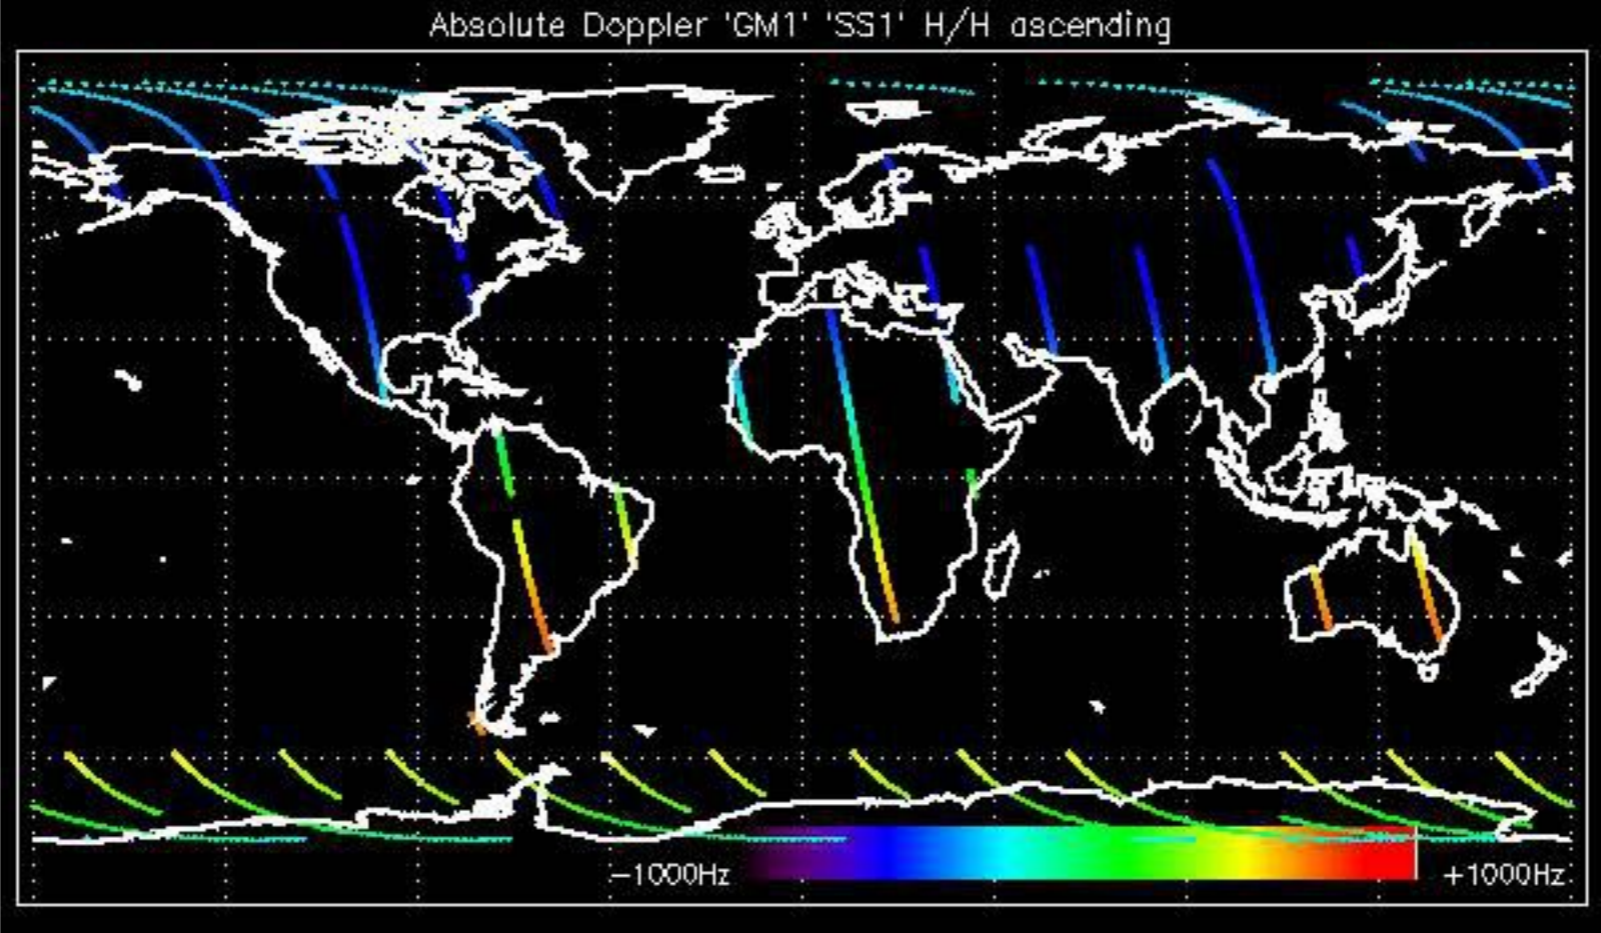 Absolute Doppler 'GM1' 'SS1' H/H ascending
−1000Hz +1000Hz